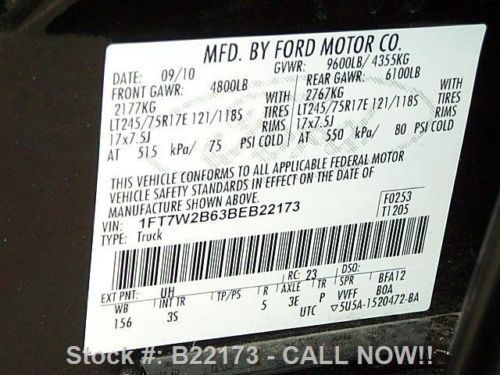 MFD. BY FORD MOTOR CO.
DATE: 09/10 GVWR: 9600LB/ 4355KG
FRONT GAWR: 4800LB REAR GAWR: 6100LB
2177KG 2767KG
LT245/75R17E 121/118S TIRES LT245/75R17E 121/118S TIRES
17x7.5J RIMS 17x7.5J RIMS
AT 515 kPa/ 75 PSI COLD AT 550 kPa/ 80 PSI COLD
THIS VEHICLE CONFORMS TO ALL APPLICABLE FEDERAL MOTOR
VEHICLE SAFETY STANDARDS IN EFFECT ON THE DATE OF
MANUFACTURE SHOWN ABOVE.
VIN: 1FT7W2B63BEB22173 F0253
TYPE: Truck T1205
EXT PNT: UH RC: 23 DSO:
WB INT TR TP/PS R AXLE TR SPR BFA12
156 3S 5 3E P VVFF BOA
UTC ▽5U5A-1520472-BA
Stock #: B22173 - CALL NOW!!